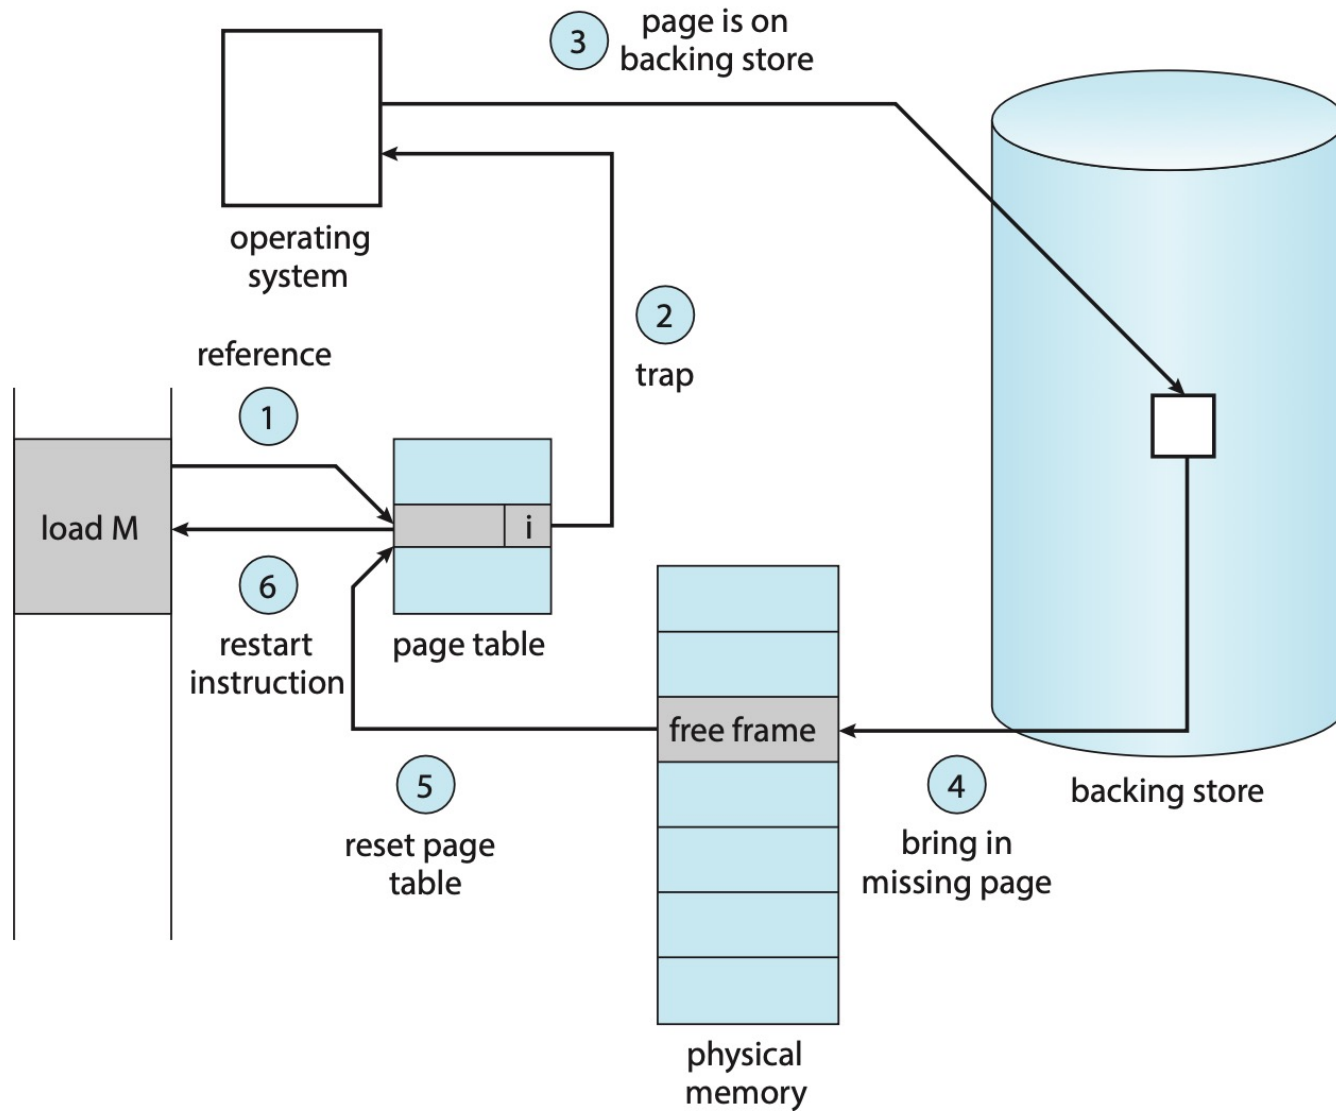 3
page is on
backing store
operating
system
2
trap
reference
1
load M
i
6
restart
instruction
page table
free frame
5
reset page
table
4
bring in
missing page
backing store
physical
memory